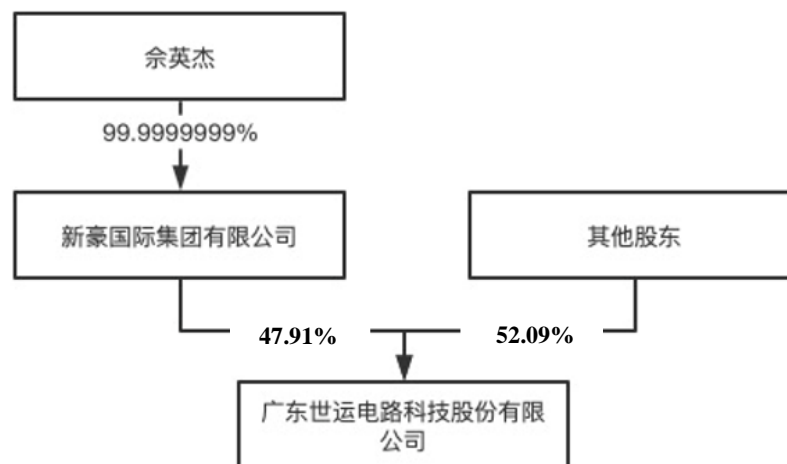 佘英杰
99.9999999%
新豪国际集团有限公司
其他股东
47.91%
52.09%
广东世运电路科技股份有限
公司